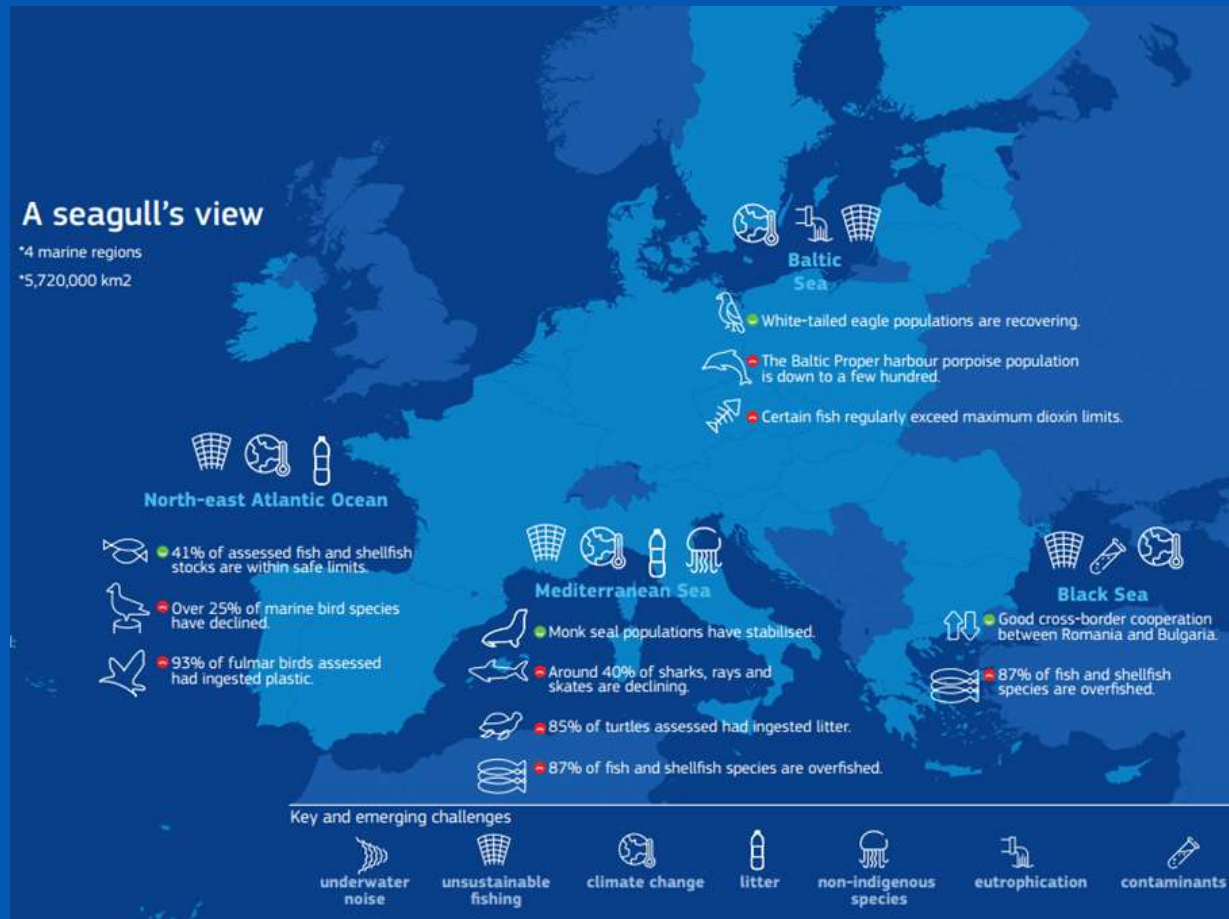 A seagull's view
*4 marine regions
*5,720,000 km2
Baltic
Sea
White-tailed eagle populations are recovering.
The Baltic Proper harbour porpoise population
is down to a few hundred.
Certain fish regularly exceed maximum dioxin limits.
North-east Atlantic Ocean
41% of assessed fish and shellfish
stocks are within safe limits.
Over 25% of marine bird species
have declined.
93% of fulmar birds assessed
had ingested plastic.
Mediterranean Sea
Monk seal populations have stabilised.
Around 40% of sharks, rays and
skates are declining.
85% of turtles assessed had ingested litter.
87% of fish and shellfish species are overfished.
Black Sea
Good cross-border cooperation
between Romania and Bulgaria.
87% of fish and shellfish
species are overfished.
Key and emerging challenges
underwater
noise
unsustainable
fishing
climate change
litter
non-indigenous
species
eutrophication
contaminants